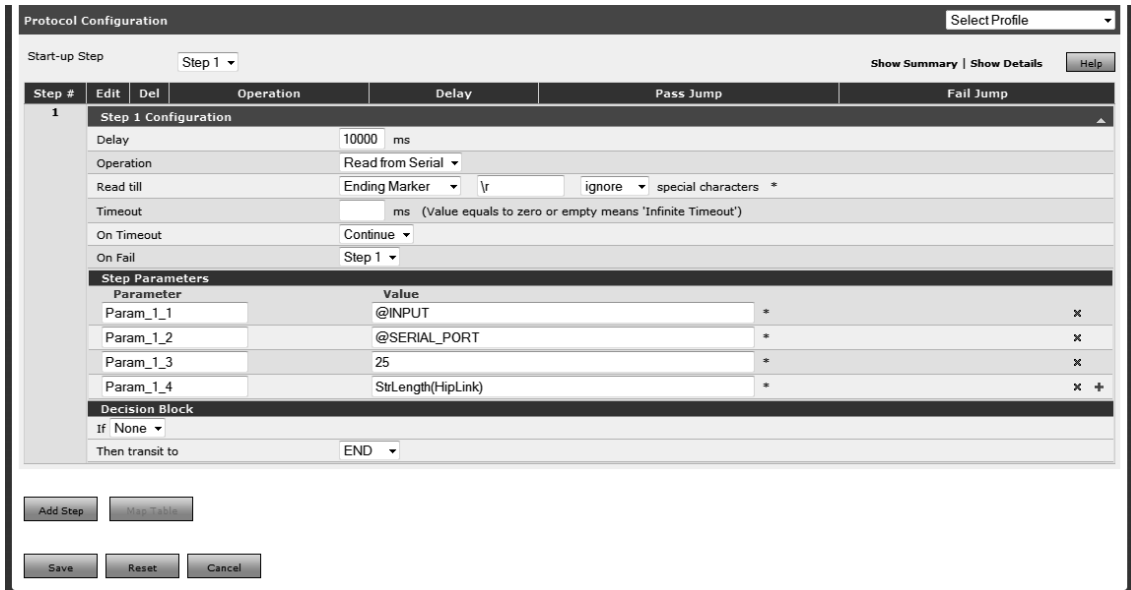 Protocol Configuration Select Profile
Start-up Step Step 1 Show Summary | Show Details Help
Step # Edit Del Operation Delay Pass Jump Fail Jump
1 Step 1 Configuration
Delay 10000 ms
Operation Read from Serial
Read till Ending Marker \r ignore special characters *
Timeout ms (Value equals to zero or empty means 'Infinite Timeout')
On Timeout Continue
On Fail Step 1
Step Parameters
Parameter Value
Param_1_1 @INPUT *
Param_1_2 @SERIAL_PORT *
Param_1_3 25 *
Param_1_4 StrLength(HipLink) *
Decision Block
If None
Then transit to END
Add Step Map Table
Save Reset Cancel